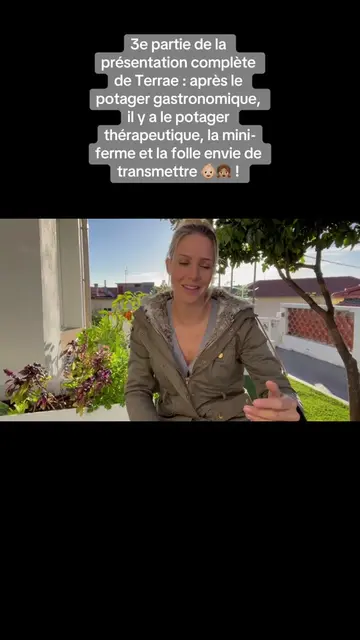 3e partie de la
présentation complète
de Terrae : après le
potager gastronomique,
il y a le potager
thérapeutique, la mini-
ferme et la folle envie de
transmettre 👶🏻👧🏽 !